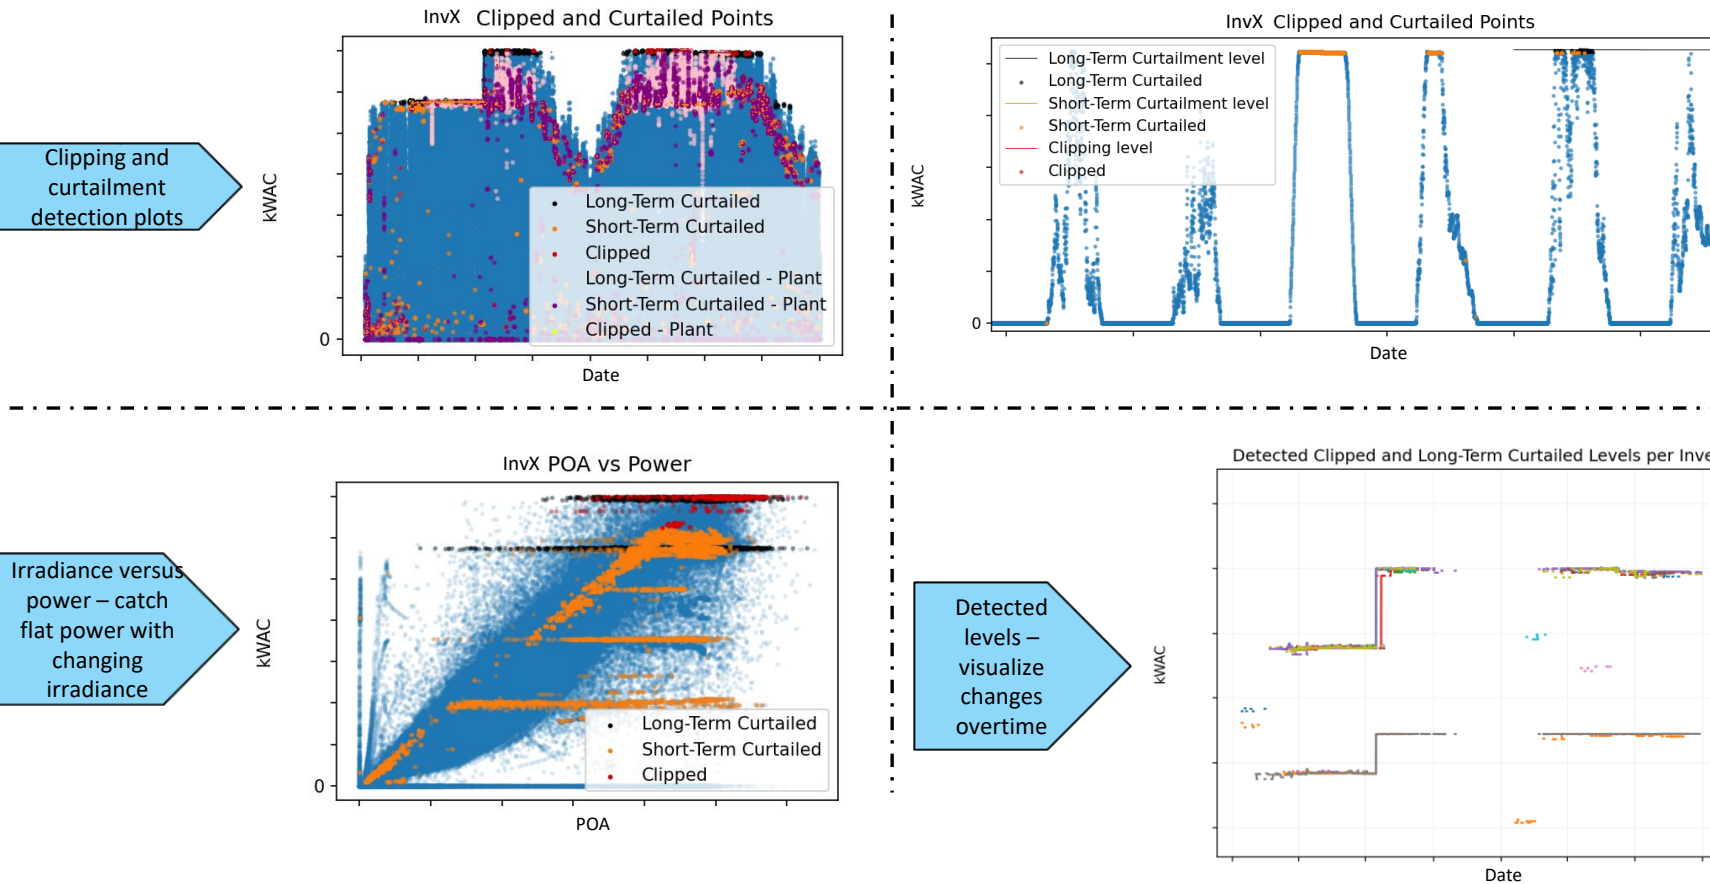 InvX Clipped and Curtailed Points
Clipping and
curtailment
detection plots
kWAC
Long-Term Curtailed
Short-Term Curtailed
Clipped
Long-Term Curtailed - Plant
Short-Term Curtailed - Plant
Clipped - Plant
0
Date
InvX Clipped and Curtailed Points
Long-Term Curtailment level
Long-Term Curtailed
Short-Term Curtailment level
Short-Term Curtailed
Clipping level
Clipped
kWAC
0
Date
InvX POA vs Power
Irradiance versus
power – catch
flat power with
changing
irradiance
kWAC
Long-Term Curtailed
Short-Term Curtailed
Clipped
0
POA
Detected Clipped and Long-Term Curtailed Levels per Inve
Detected
levels –
visualize
changes
overtime
kWAC
Date